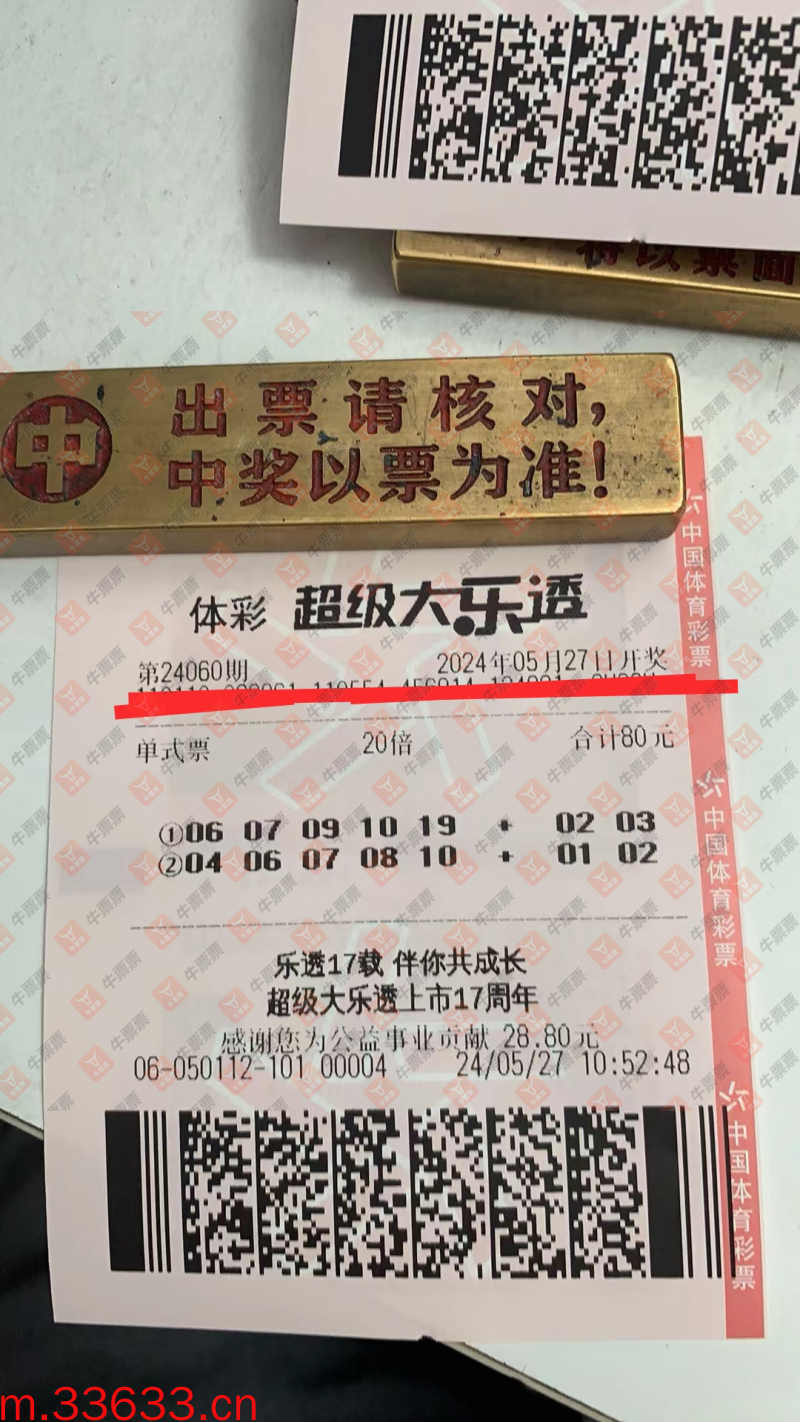 出票请核对,
中奖以票为准!
体彩 超级大乐透
第24060期 2024年05月27日开奖
单式票 20倍 合计80元
①06 07 09 10 19 + 02 03
②04 06 07 08 10 + 01 02
乐透17载 伴你共成长
超级大乐透上市17周年
感谢您为公益事业贡献 28.80元
06-050112-101 00004 24/05/27 10:52:48
中国体育彩票
中国体育彩票
中国体育彩票
牛票票
m.33633.cn